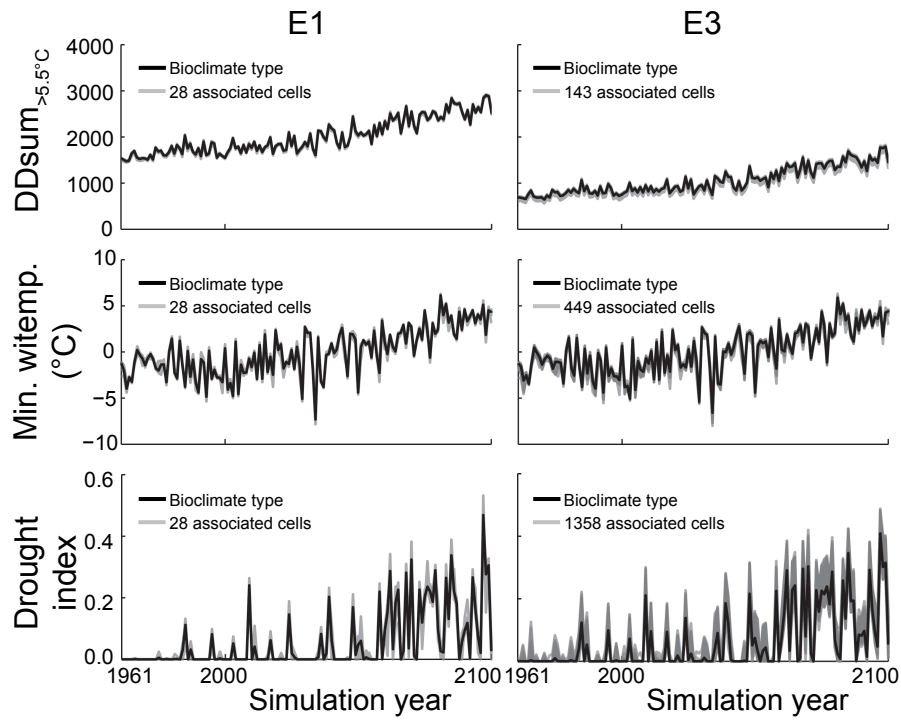 E1 E3
DDsum>5.5°C
4000
3000
2000
1000
0
Bioclimate type
28 associated cells
Bioclimate type
143 associated cells
Min. witemp.
(°C)
10
5
0
−5
−10
Bioclimate type
28 associated cells
Bioclimate type
449 associated cells
Drought
index
0.6
0.4
0.2
0.0
Bioclimate type
28 associated cells
Bioclimate type
1358 associated cells
1961 2000 2100 1961 2000 2100
Simulation year Simulation year